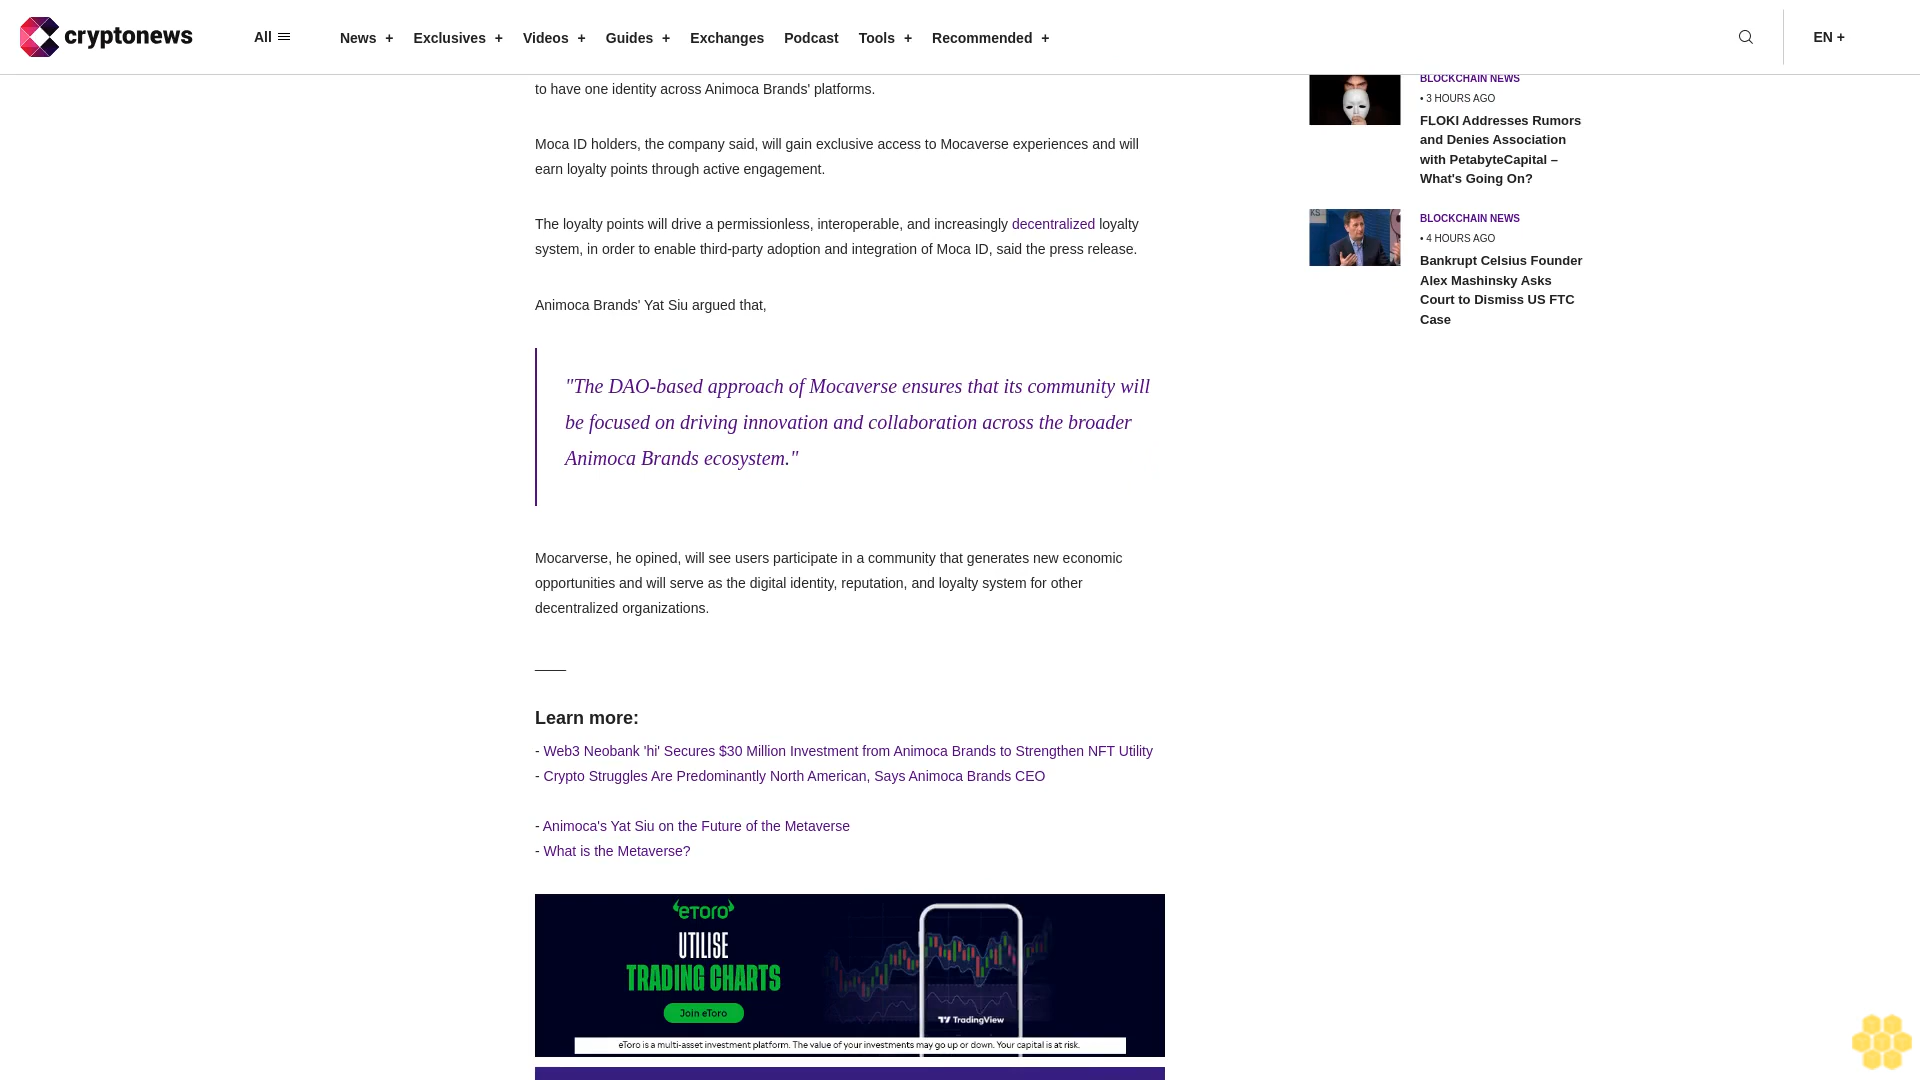 cryptonews
All
News +
Exclusives +
Videos +
Guides +
Exchanges
Podcast
Tools +
Recommended +
EN +
to have one identity across Animoca Brands' platforms.
Moca ID holders, the company said, will gain exclusive access to Mocaverse experiences and will
earn loyalty points through active engagement.
The loyalty points will drive a permissionless, interoperable, and increasingly decentralized loyalty
system, in order to enable third-party adoption and integration of Moca ID, said the press release.
Animoca Brands' Yat Siu argued that,
"The DAO-based approach of Mocaverse ensures that its community will
be focused on driving innovation and collaboration across the broader
Animoca Brands ecosystem."
Mocarverse, he opined, will see users participate in a community that generates new economic
opportunities and will serve as the digital identity, reputation, and loyalty system for other
decentralized organizations.
____
Learn more:
- Web3 Neobank 'hi' Secures $30 Million Investment from Animoca Brands to Strengthen NFT Utility
- Crypto Struggles Are Predominantly North American, Says Animoca Brands CEO
- Animoca's Yat Siu on the Future of the Metaverse
- What is the Metaverse?
eToro
UTILISE
TRADING CHARTS
Join eToro
TradingView
eToro is a multi-asset investment platform. The value of your investments may go up or down. Your capital is at risk.
BLOCKCHAIN NEWS
• 3 HOURS AGO
FLOKI Addresses Rumors
and Denies Association
with PetabyteCapital –
What's Going On?
KS
BLOCKCHAIN NEWS
• 4 HOURS AGO
Bankrupt Celsius Founder
Alex Mashinsky Asks
Court to Dismiss US FTC
Case